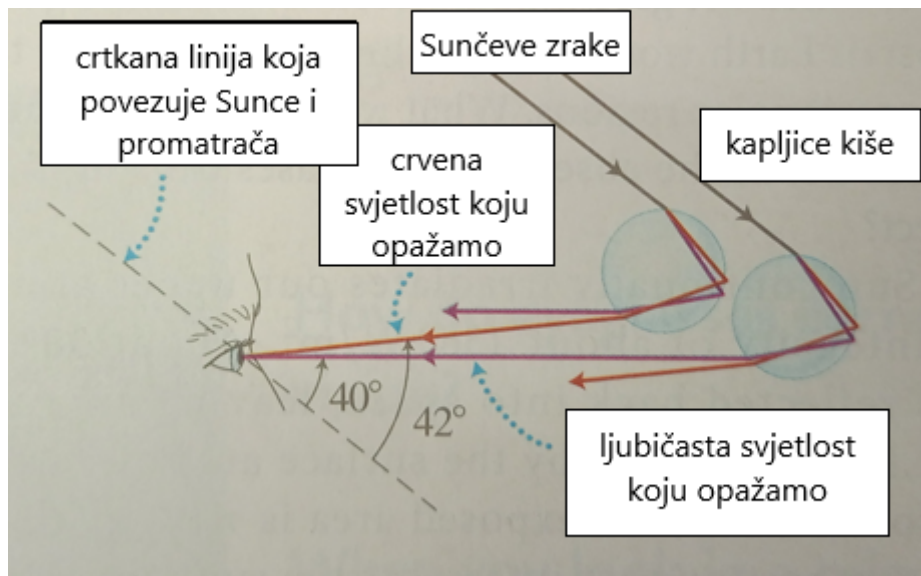 crtkana linija koja
povezuje Sunce i
promatrača
Sunčeve zrake
kapljice kiše
crvena
svjetlost koju
opažamo
40°
42°
ljubičasta svjetlost
koju opažamo